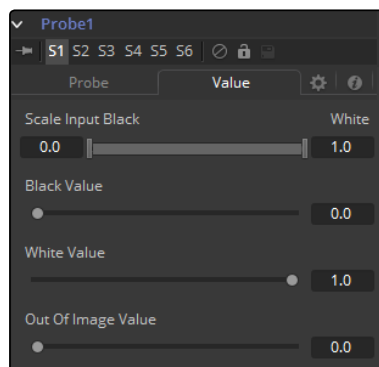 Probe1
S1 S2 S3 S4 S5 S6
Probe Value
Scale Input Black White
0.0 1.0
Black Value
0.0
White Value
1.0
Out Of Image Value
0.0